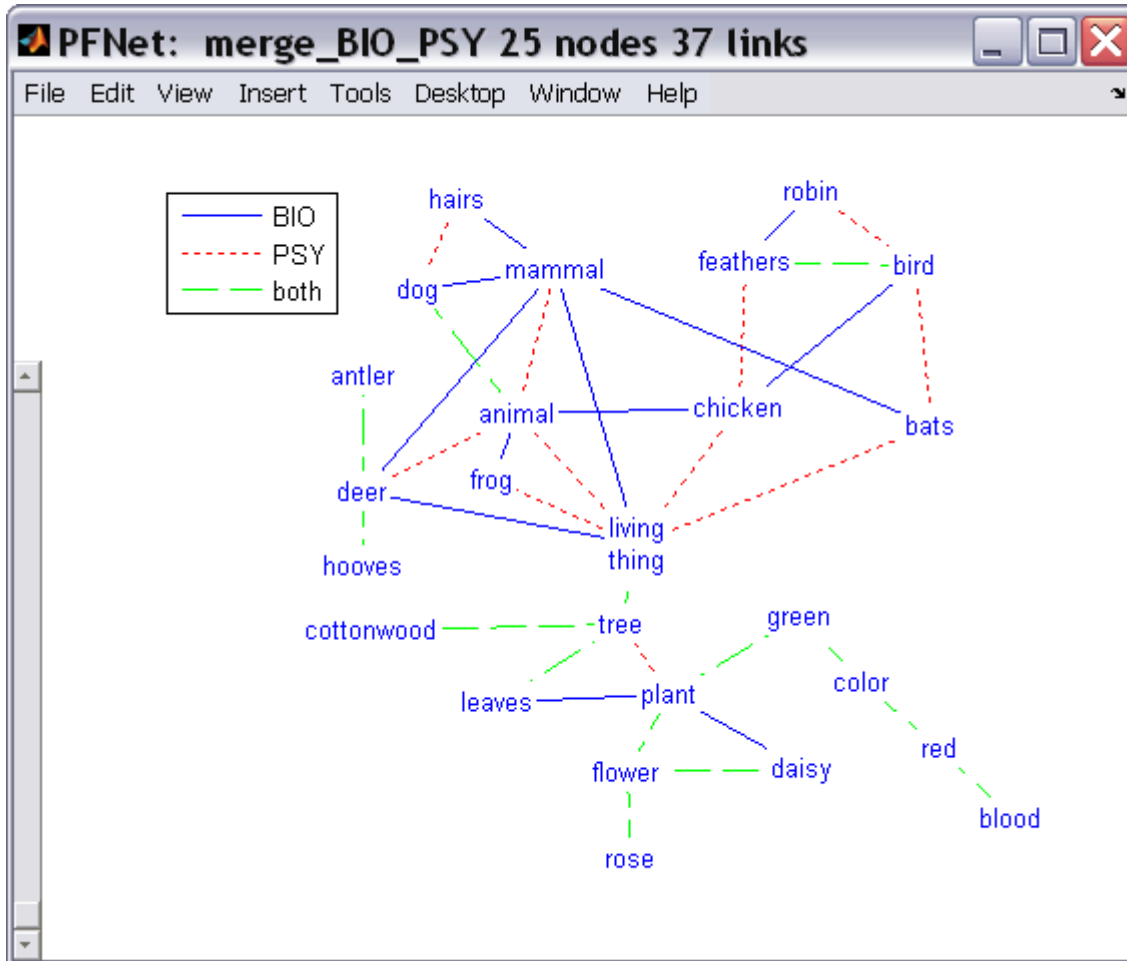 PFNet: merge_BIO_PSY 25 nodes 37 links
File Edit View Insert Tools Desktop Window Help
BIO
PSY
both
hairs
robin
mammal
feathers
bird
dog
antler
animal
chicken
bats
frog
deer
living
thing
hooves
cottonwood
tree
green
leaves
plant
color
flower
daisy
red
blood
rose